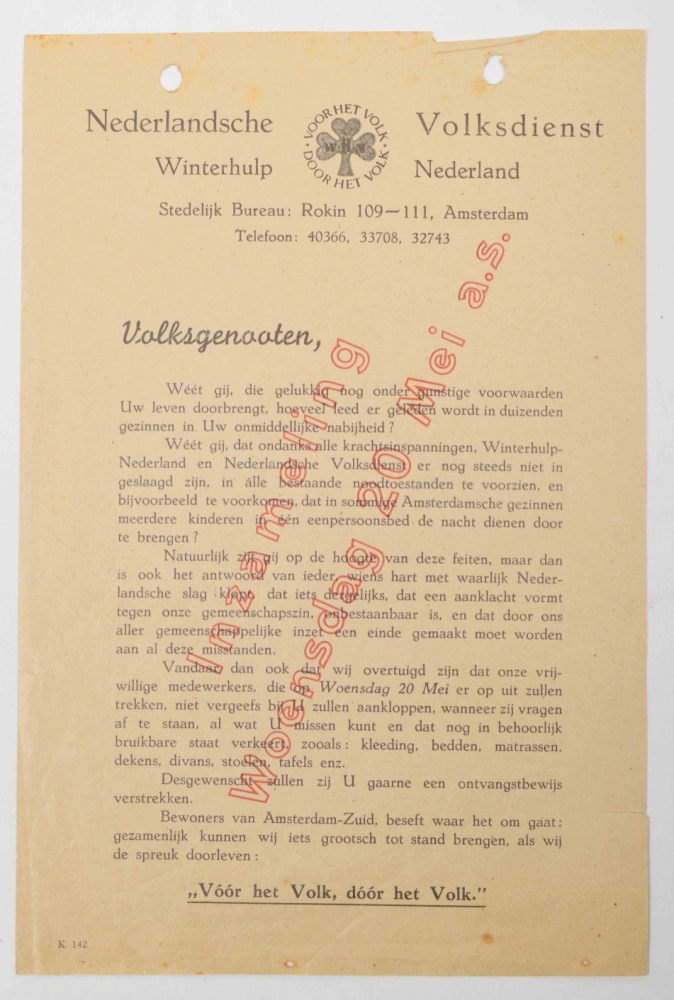 Nederlandsche Volksdienst
Winterhulp Nederland
· VOOR HET VOLK · DOOR HET VOLK
W.H.N
Stedelijk Bureau: Rokin 109—111, Amsterdam
Telefoon: 40366, 33708, 32743
Volksgenooten,
Wéét gij, die gelukkig nog onder gunstige voorwaarden
Uw leven doorbrengt, hoeveel leed er geleden wordt in duizenden
gezinnen in Uw onmiddellijke nabijheid ?
Wéét gij, dat ondanks alle krachtsinspanningen, Winterhulp-
Nederland en Nederlandsche Volksdienst er nog steeds niet in
geslaagd zijn, in álle bestaande noodtoestanden te voorzien, en
bijvoorbeeld te voorkomen, dat in sommige Amsterdamsche gezinnen
meerdere kinderen in één eenpersoonsbed de nacht dienen door
te brengen ?
Natuurlijk zijt gij op de hoogte van deze feiten, maar dan
is ook het antwoord van ieder, wiens hart met waarlijk Neder-
landsche slag klopt, dat iets dergelijks, dat een aanklacht vormt
tegen onze gemeenschapszin, onbestaanbaar is, en dat door ons
aller gemeenschappelijke inzet een einde gemaakt moet worden
aan al deze misstanden.
Vandaar dan ook dat wij overtuigd zijn dat onze vrij-
willige medewerkers, die op Woensdag 20 Mei er op uit zullen
trekken, niet vergeefs bij U zullen aankloppen, wanneer zij vragen
af te staan, al wat U missen kunt en dat nog in behoorlijk
bruikbare staat verkeert, zooals : kleeding, bedden, matrassen,
dekens, divans, stoelen, tafels enz.
Desgewenscht zullen zij U gaarne een ontvangstbewijs
verstrekken.
Bewoners van Amsterdam-Zuid, beseft waar het om gaat;
gezamenlijk kunnen wij iets grootsch tot stand brengen, als wij
de spreuk doorleven :
„Vóór het Volk, dóór het Volk."
K 142
Inzameling
Woensdag 20 Mei a.s.